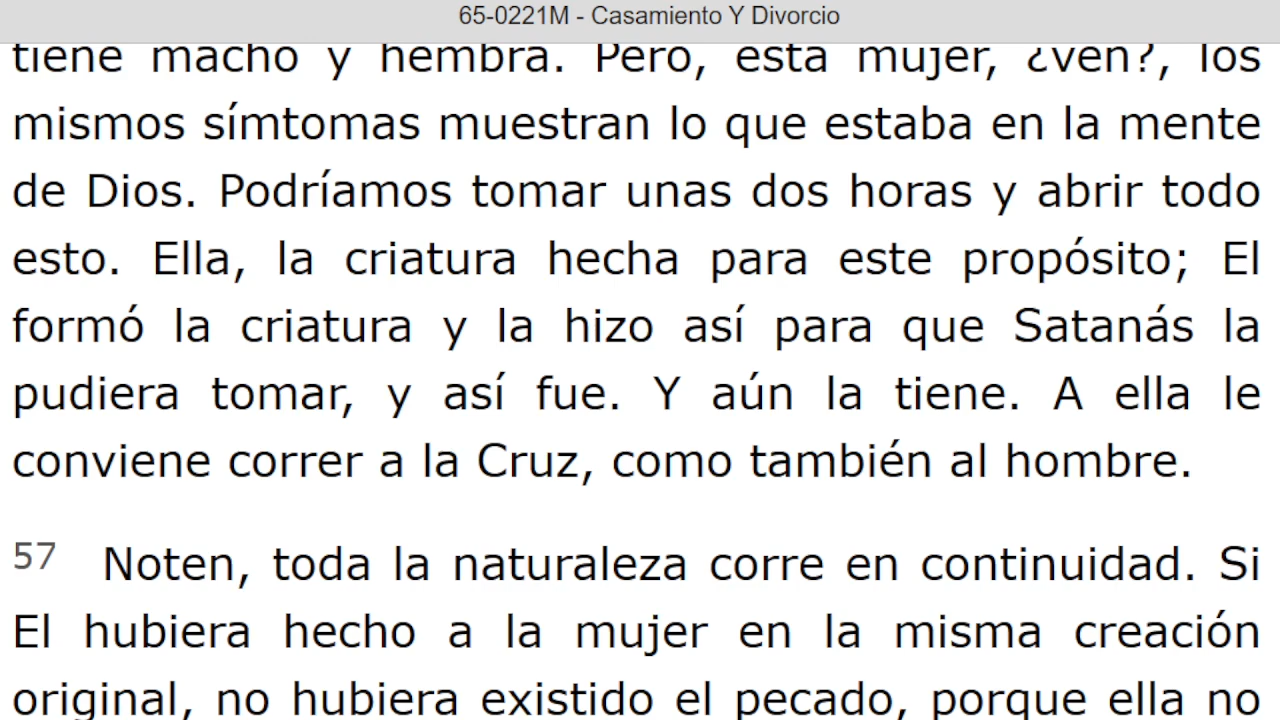 65-0221M - Casamiento Y Divorcio
tiene macho y hembra. Pero, esta mujer, ¿ven?, los
mismos símtomas muestran lo que estaba en la mente
de Dios. Podríamos tomar unas dos horas y abrir todo
esto. Ella, la criatura hecha para este propósito; El
formó la criatura y la hizo así para que Satanás la
pudiera tomar, y así fue. Y aún la tiene. A ella le
conviene correr a la Cruz, como también al hombre.
57 Noten, toda la naturaleza corre en continuidad. Si
El hubiera hecho a la mujer en la misma creación
original, no hubiera existido el pecado, porque ella no